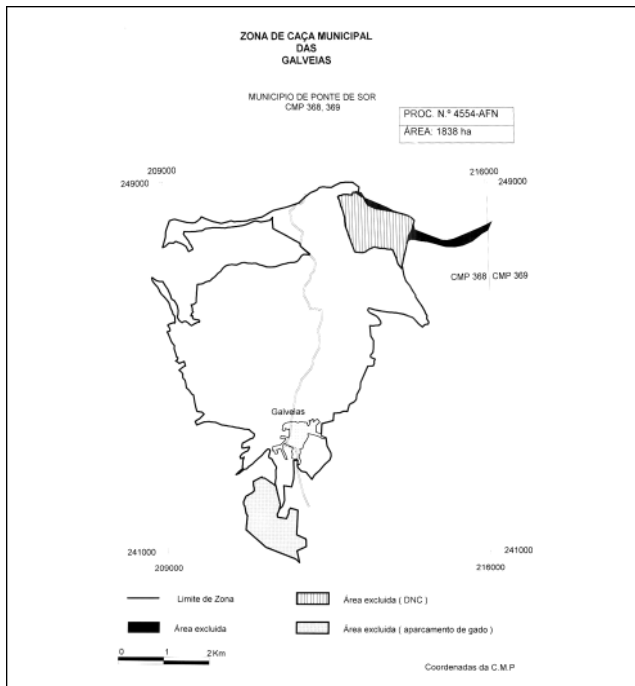 ZONA DE CAÇA MUNICIPAL
DAS
GALVEIAS
MUNICIPIO DE PONTE DE SOR
CMP 368, 369
PROC. N.º 4554-AFN
ÁREA: 1838 ha
209000
249000
216000
249000
CMP 368
CMP 369
Galveias
241000
209000
241000
216000
Limite de Zona
Área excluida ( DNC )
Área excluida
Área excluida ( aparcamento de gado )
0 1 2 Km
Coordenadas da C.M.P